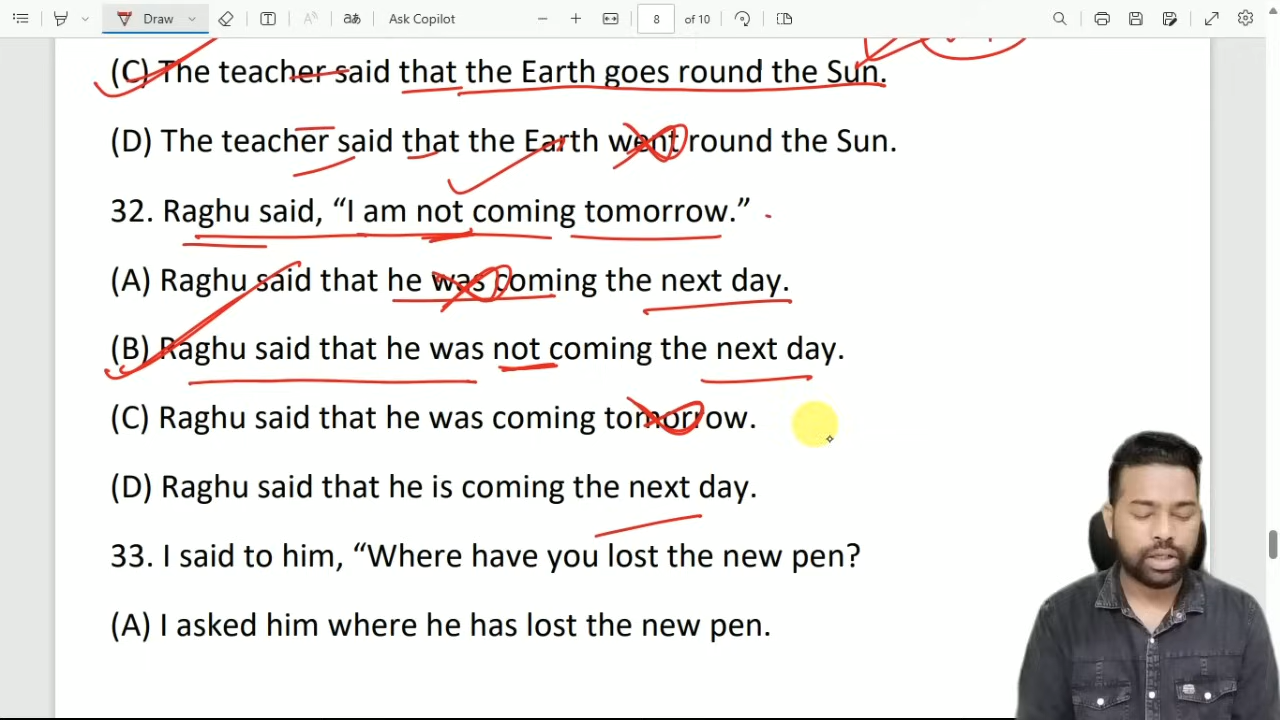 Draw
Ask Copilot
8 of 10
(C) The teacher said that the Earth goes round the Sun.
(D) The teacher said that the Earth went round the Sun.
32. Raghu said, “I am not coming tomorrow.”
(A) Raghu said that he was coming the next day.
(B) Raghu said that he was not coming the next day.
(C) Raghu said that he was coming tomorrow.
(D) Raghu said that he is coming the next day.
33. I said to him, “Where have you lost the new pen?
(A) I asked him where he has lost the new pen.